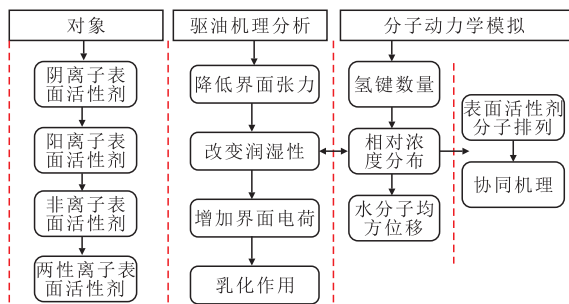 对象
驱油机理分析
分子动力学模拟
阴离子表
面活性剂
阳离子表
面活性剂
非离子表
面活性剂
两性离子表
面活性剂
降低界面张力
改变润湿性
增加界面电荷
乳化作用
氢键数量
相对浓
度分布
水分子均
方位移
表面活性剂
分子排列
协同机理